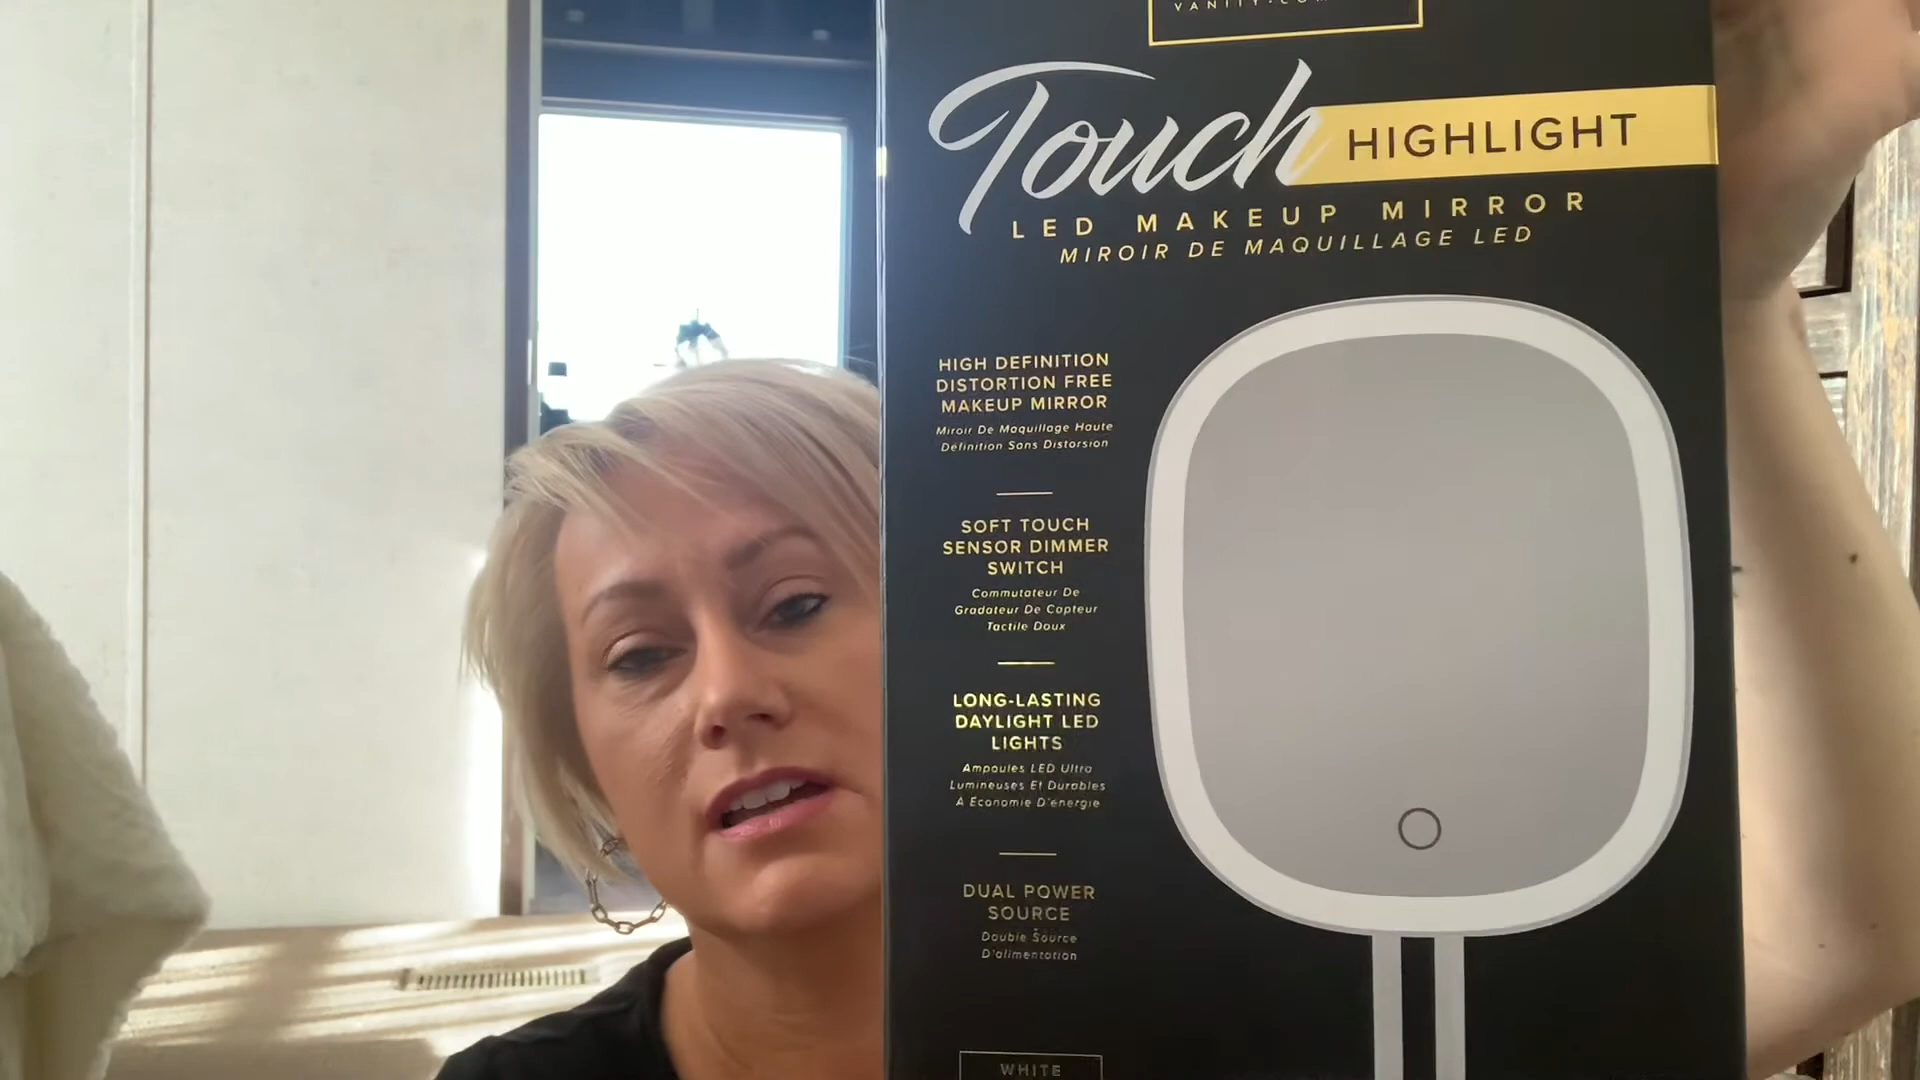 Touch HIGHLIGHT
LED MAKEUP MIRROR
MIROIR DE MAQUILLAGE LED
HIGH DEFINITION
DISTORTION FREE
MAKEUP MIRROR
Miroir De Maquillage Haute
Définition Sans Distorsion
SOFT TOUCH
SENSOR DIMMER
SWITCH
Commutateur De
Gradateur De Capteur
Tactile Doux
LONG-LASTING
DAYLIGHT LED
LIGHTS
Ampoules LED Ultra
Lumineuses Et Durables
À Économie D'énergie
DUAL POWER
SOURCE
Double Source
D'alimentation
WHITE